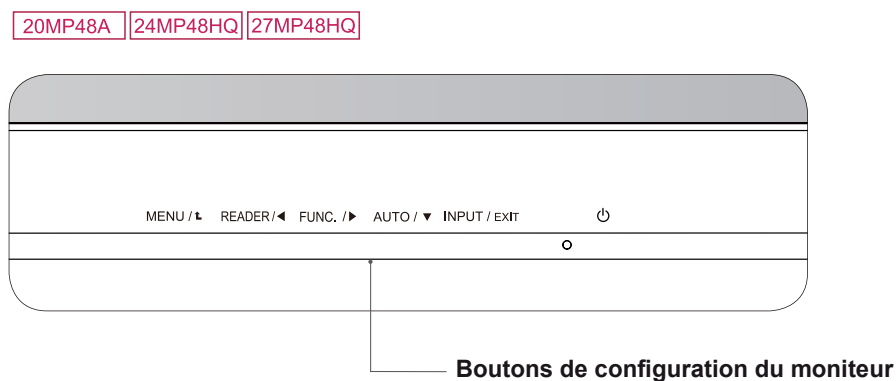 20MP48A 24MP48HQ 27MP48HQ
MENU / READER/◀ FUNC. /▶ AUTO / ▼ INPUT / EXIT
Boutons de configuration du moniteur